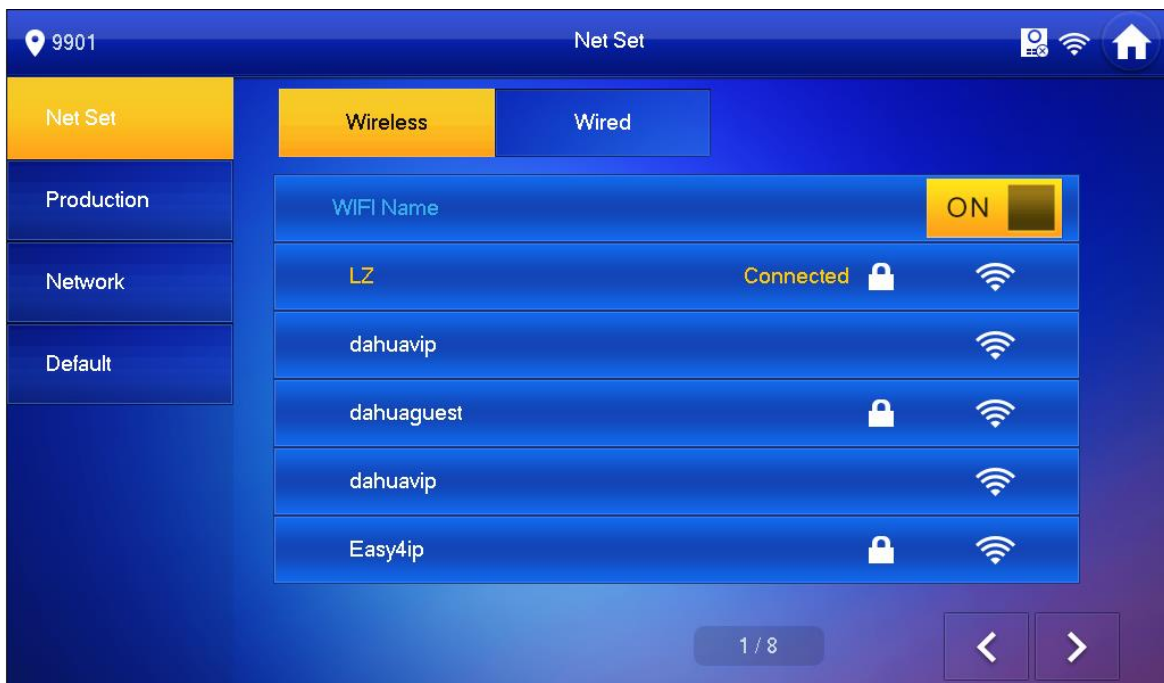 9901
Net Set
Net Set
Wireless
Wired
Production
WIFI Name
ON
Network
LZ
Connected
Default
dahuavip
dahuaguest
dahuavip
Easy4ip
1 / 8